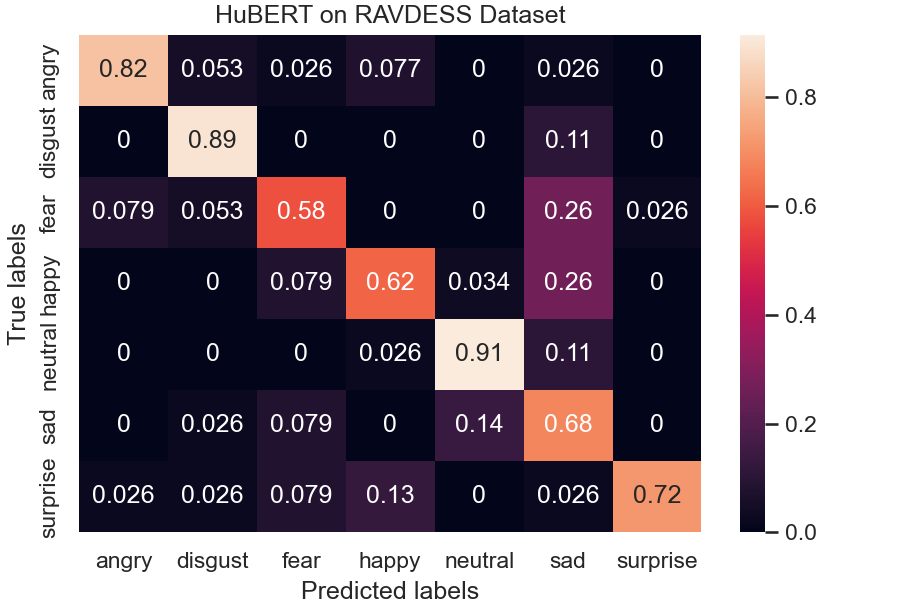 HuBERT on RAVDESS Dataset
True labels
angry 0.82 0.053 0.026 0.077 0 0.026 0
disgust 0 0.89 0 0 0 0.11 0
fear 0.079 0.053 0.58 0 0 0.26 0.026
happy 0 0 0.079 0.62 0.034 0.26 0
neutral 0 0 0 0.026 0.91 0.11 0
sad 0 0.026 0.079 0 0.14 0.68 0
surprise 0.026 0.026 0.079 0.13 0 0.026 0.72
angry disgust fear happy neutral sad surprise
Predicted labels
0.8
0.6
0.4
0.2
0.0